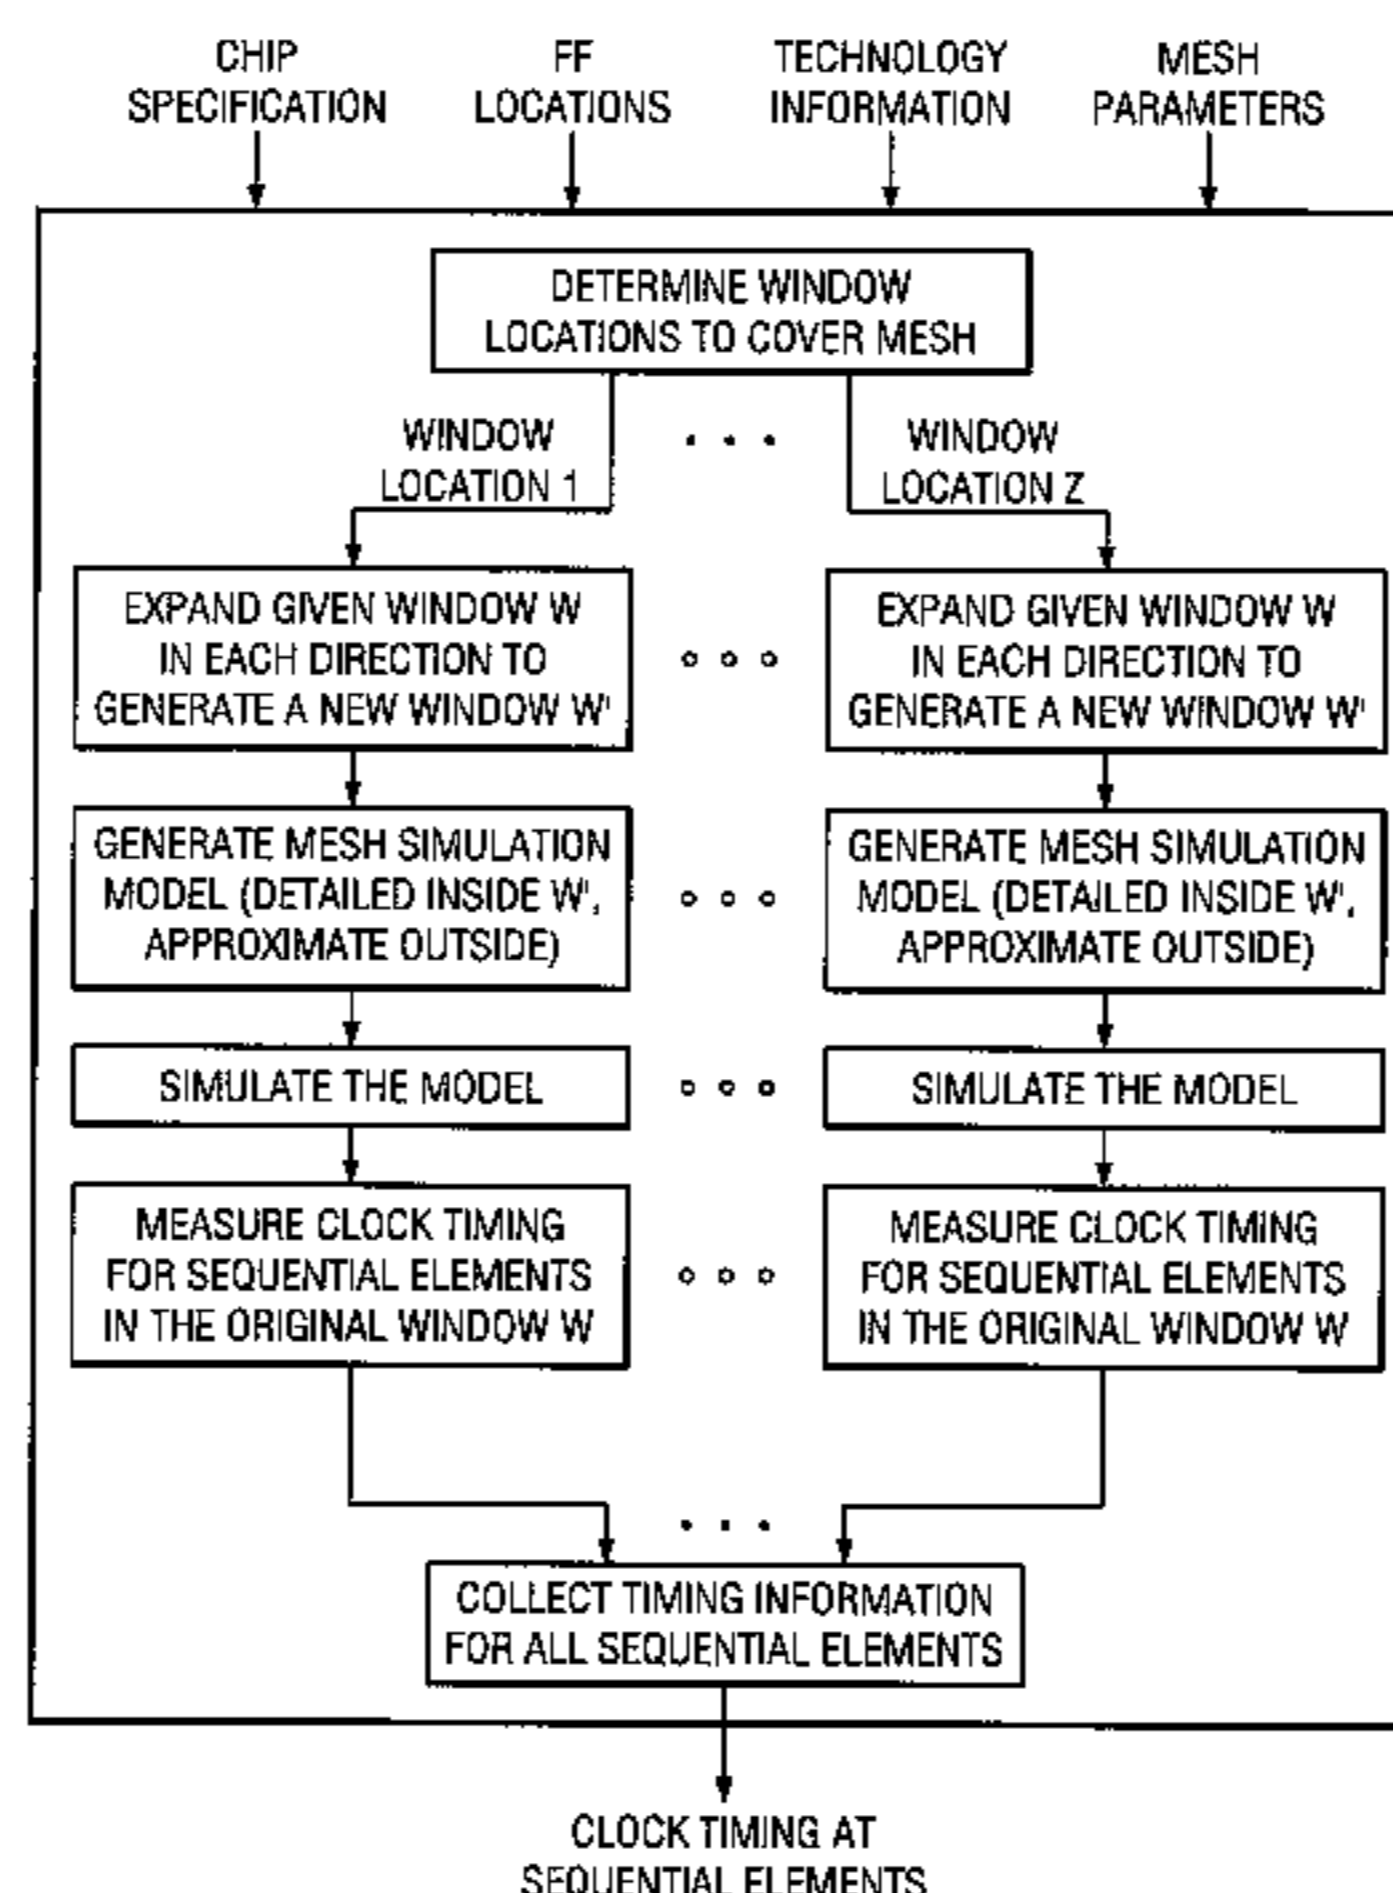 CHIP
SPECIFICATION
FF
LOCATIONS
TECHNOLOGY
INFORMATION
MESH
PARAMETERS
DETERMINE WINDOW
LOCATIONS TO COVER MESH
WINDOW
LOCATION 1
WINDOW
LOCATION Z
EXPAND GIVEN WINDOW W
IN EACH DIRECTION TO
GENERATE A NEW WINDOW W'
EXPAND GIVEN WINDOW W
IN EACH DIRECTION TO
GENERATE A NEW WINDOW W'
GENERATE MESH SIMULATION
MODEL (DETAILED INSIDE W',
APPROXIMATE OUTSIDE)
GENERATE MESH SIMULATION
MODEL (DETAILED INSIDE W',
APPROXIMATE OUTSIDE)
SIMULATE THE MODEL
SIMULATE THE MODEL
MEASURE CLOCK TIMING
FOR SEQUENTIAL ELEMENTS
IN THE ORIGINAL WINDOW W
MEASURE CLOCK TIMING
FOR SEQUENTIAL ELEMENTS
IN THE ORIGINAL WINDOW W
COLLECT TIMING INFORMATION
FOR ALL SEQUENTIAL ELEMENTS
CLOCK TIMING AT
SEQUENTIAL ELEMENTS